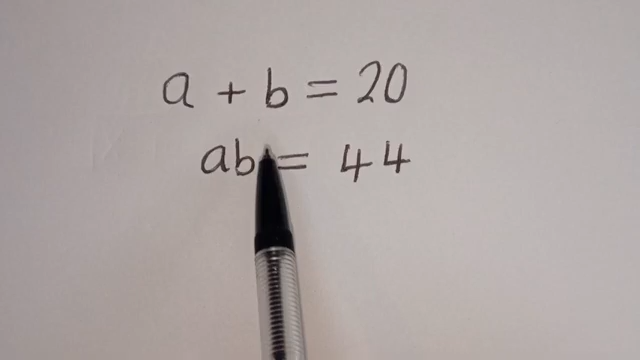 a + b = 20
ab = 44